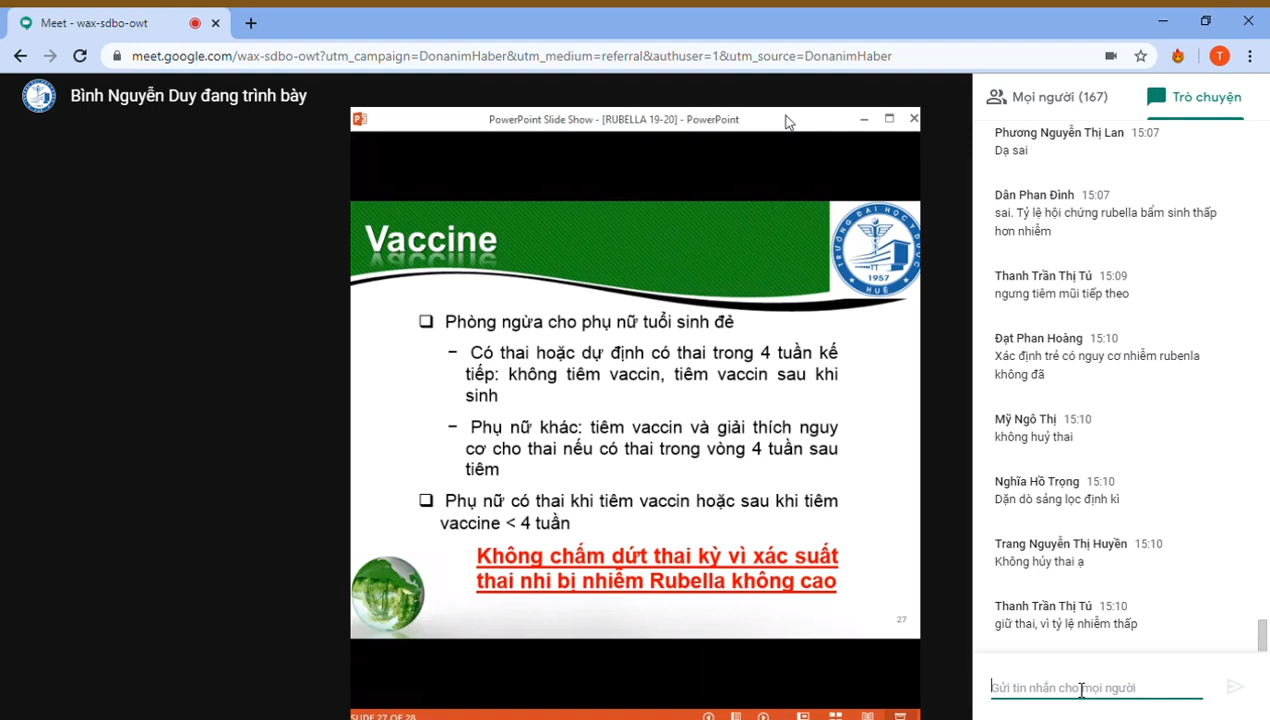 Meet - wax-sdbo-owt
meet.google.com/wax-sdbo-owt?utm_campaign=DonanimHaber&utm_medium=referral&authuser=1&utm_source=DonanimHaber
T
Bình Nguyễn Duy đang trình bày
PowerPoint Slide Show - [RUBELLA 19-20] - PowerPoint
Vaccine
TRƯỜNG ĐẠI HỌC Y DƯỢC
TT
1957
HUẾ
Phòng ngừa cho phụ nữ tuổi sinh đẻ
− Có thai hoặc dự định có thai trong 4 tuần kế
tiếp: không tiêm vaccin, tiêm vaccin sau khi
sinh
− Phụ nữ khác: tiêm vaccin và giải thích nguy
cơ cho thai nếu có thai trong vòng 4 tuần sau
tiêm
Phụ nữ có thai khi tiêm vaccin hoặc sau khi tiêm
vaccine < 4 tuần
Không chấm dứt thai kỳ vì xác suất
thai nhi bị nhiễm Rubella không cao
27
SLIDE 27 OF 28
Mọi người (167)
Trò chuyện
Phương Nguyễn Thị Lan 15:07
Dạ sai
Dân Phan Đình 15:07
sai. Tỷ lệ hội chứng rubella bẩm sinh thấp
hơn nhiễm
Thanh Trần Thị Tú 15:09
ngưng tiêm mũi tiếp theo
Đạt Phan Hoàng 15:10
Xác định trẻ có nguy cơ nhiễm rubenla
không đã
Mỹ Ngô Thị 15:10
không huỷ thai
Nghĩa Hồ Trọng 15:10
Dặn dò sảng lọc định kì
Trang Nguyễn Thị Huyền 15:10
Không hủy thai ạ
Thanh Trần Thị Tú 15:10
giữ thai, vì tỷ lệ nhiễm thấp
Gửi tin nhắn cho mọi người